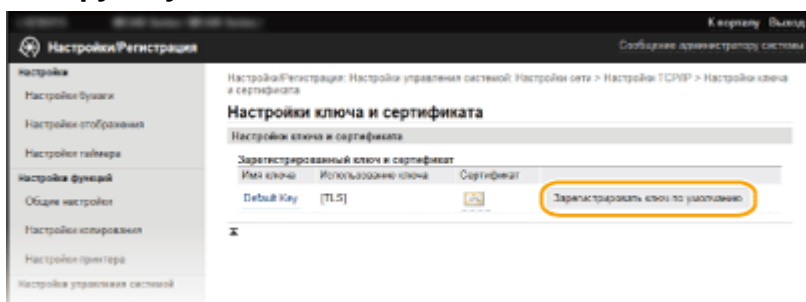 К порталу Выход
Настройки/Регистрация
Сообщение администратору системы
Настройки
Настройки бумаги
Настройки отображения
Настройки таймера
Настройка функций
Общие настройки
Настройки копирования
Настройки принтера
Настройки управления системой
Настройки/Регистрация: Настройки управления системой: Настройки сети > Настройки TCP/IP > Настройки ключа
и сертификата
Настройки ключа и сертификата
Настройки ключа и сертификата
Зарегистрированный ключ и сертификат
Имя ключа Использование ключа Сертификат
Default Key [TLS] Зарегистрировать ключ по умолчанию